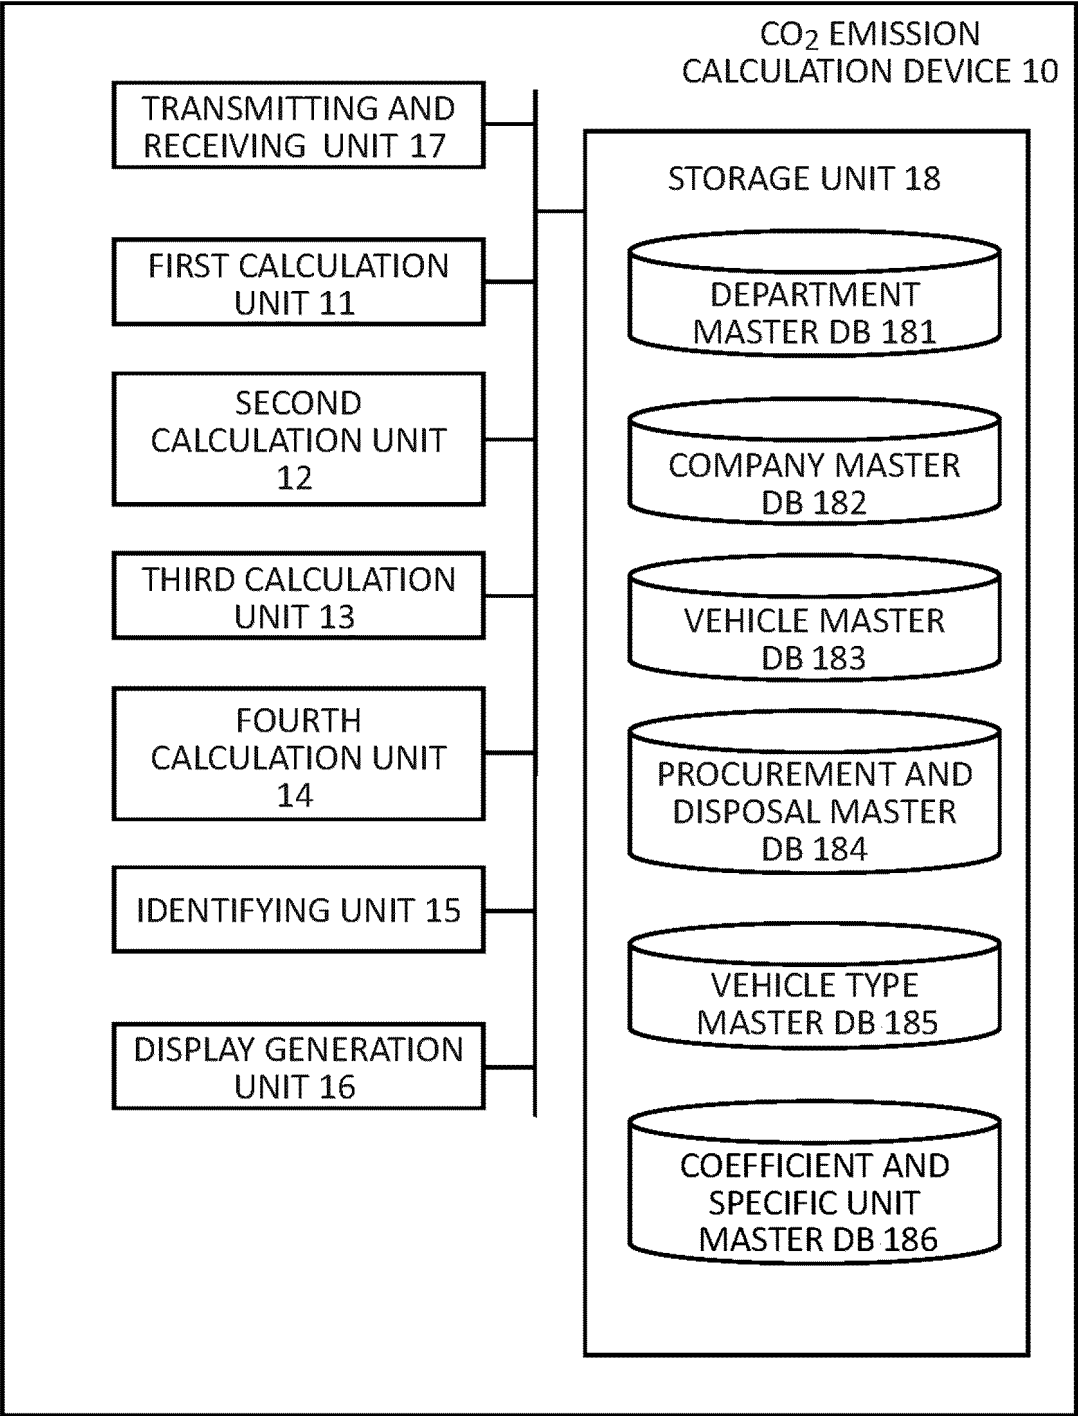 CO₂ EMISSION
CALCULATION DEVICE 10
TRANSMITTING AND
RECEIVING UNIT 17
FIRST CALCULATION
UNIT 11
SECOND
CALCULATION UNIT
12
THIRD CALCULATION
UNIT 13
FOURTH
CALCULATION UNIT
14
IDENTIFYING UNIT 15
DISPLAY GENERATION
UNIT 16
STORAGE UNIT 18
DEPARTMENT
MASTER DB 181
COMPANY MASTER
DB 182
VEHICLE MASTER
DB 183
PROCUREMENT AND
DISPOSAL MASTER
DB 184
VEHICLE TYPE
MASTER DB 185
COEFFICIENT AND
SPECIFIC UNIT
MASTER DB 186